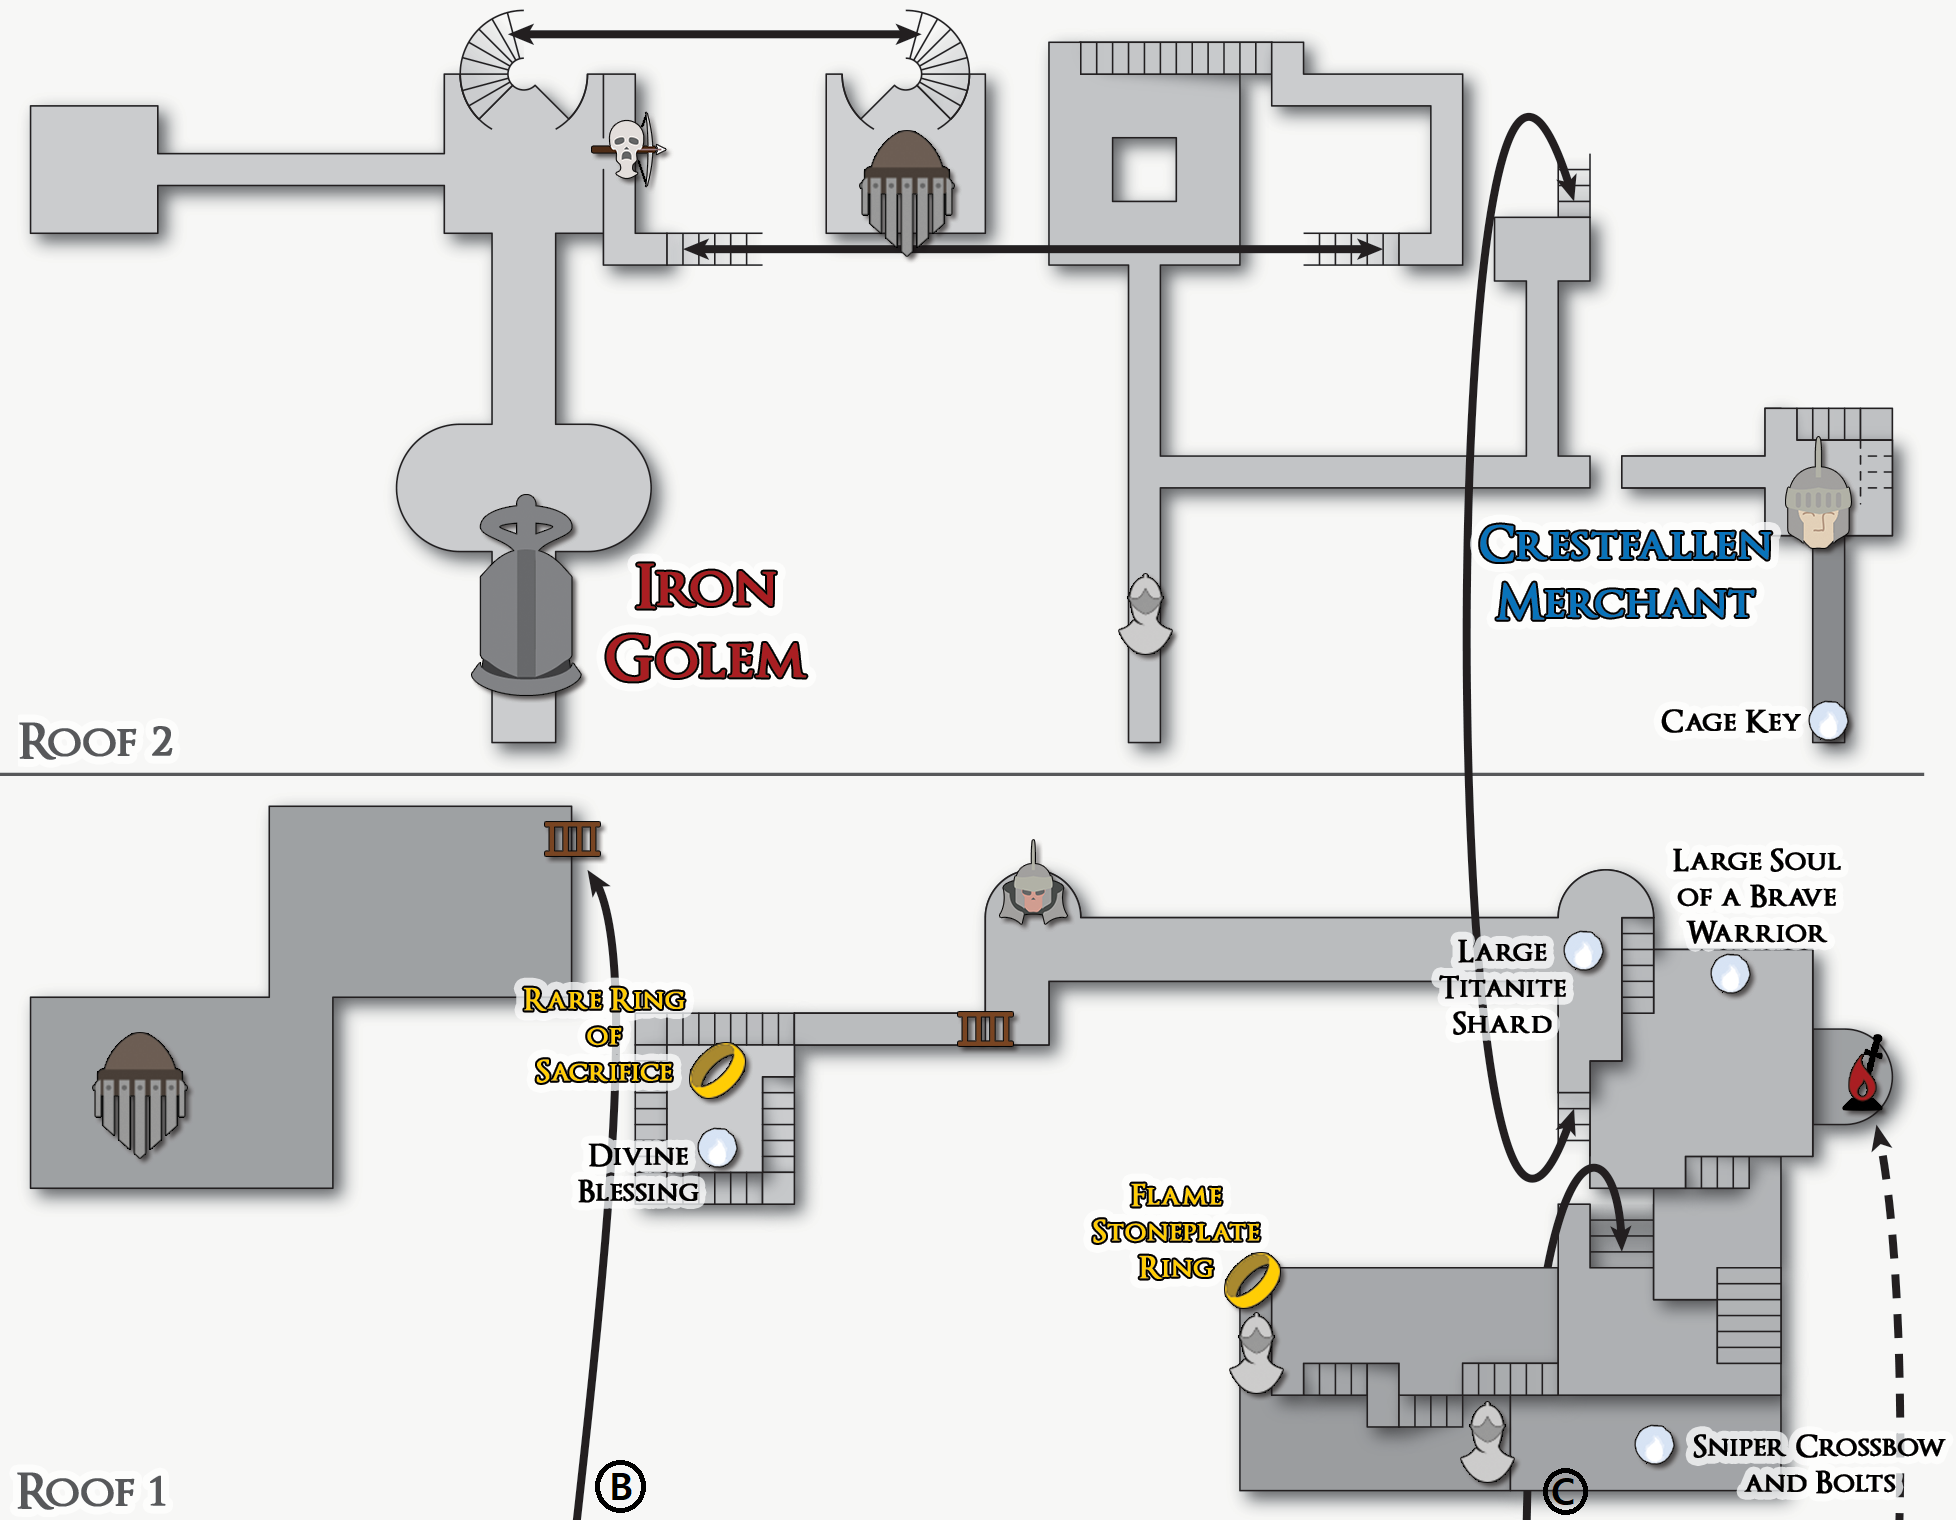 Iron
Golem
Crestfallen
Merchant
Cage Key
Roof 2
Large Soul
of a Brave
Warrior
Large
Titanite
Shard
Rare Ring
of
Sacrifice
Divine
Blessing
Flame
Stoneplate
Ring
Sniper Crossbow
and Bolts
Roof 1
B
C